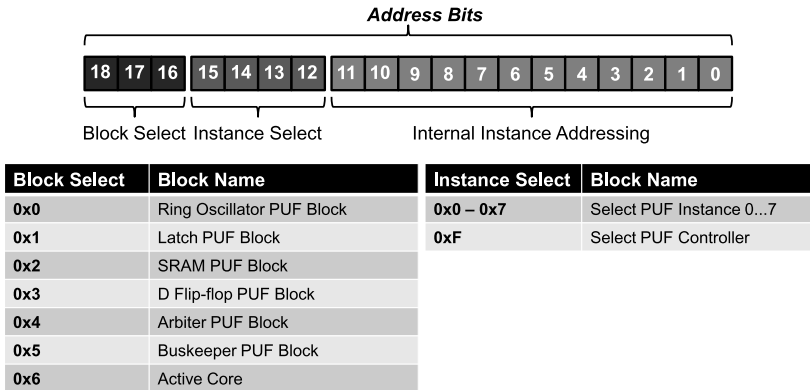 Address Bits
18 17 16 15 14 13 12 11 10 9 8 7 6 5 4 3 2 1 0
Block Select Instance Select Internal Instance Addressing
Block Select Block Name
0x0 Ring Oscillator PUF Block
0x1 Latch PUF Block
0x2 SRAM PUF Block
0x3 D Flip-flop PUF Block
0x4 Arbiter PUF Block
0x5 Buskeeper PUF Block
0x6 Active Core
Instance Select Block Name
0x0 – 0x7 Select PUF Instance 0...7
0xF Select PUF Controller